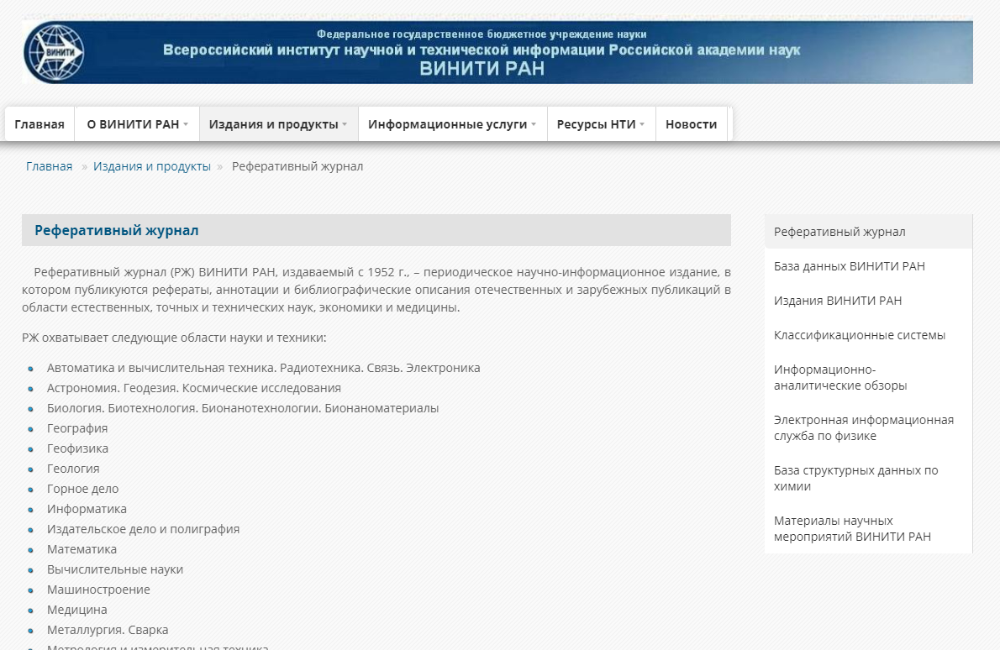 ВИНИТИ
Федеральное государственное бюджетное учреждение науки
Всероссийский институт научной и технической информации Российской академии наук
ВИНИТИ РАН
Главная
О ВИНИТИ РАН
Издания и продукты
Информационные услуги
Ресурсы НТИ
Новости
Главная » Издания и продукты » Реферативный журнал
Реферативный журнал
Реферативный журнал (РЖ) ВИНИТИ РАН, издаваемый с 1952 г., – периодическое научно-информационное издание, в
котором публикуются рефераты, аннотации и библиографические описания отечественных и зарубежных публикаций в
области естественных, точных и технических наук, экономики и медицины.
РЖ охватывает следующие области науки и техники:
Автоматика и вычислительная техника. Радиотехника. Связь. Электроника
Астрономия. Геодезия. Космические исследования
Биология. Биотехнология. Бионанотехнологии. Бионаноматериалы
География
Геофизика
Геология
Горное дело
Информатика
Издательское дело и полиграфия
Математика
Вычислительные науки
Машиностроение
Медицина
Металлургия. Сварка
Метрология и измерительная техника
Реферативный журнал
База данных ВИНИТИ РАН
Издания ВИНИТИ РАН
Классификационные системы
Информационно-
аналитические обзоры
Электронная информационная
служба по физике
База структурных данных по
химии
Материалы научных
мероприятий ВИНИТИ РАН